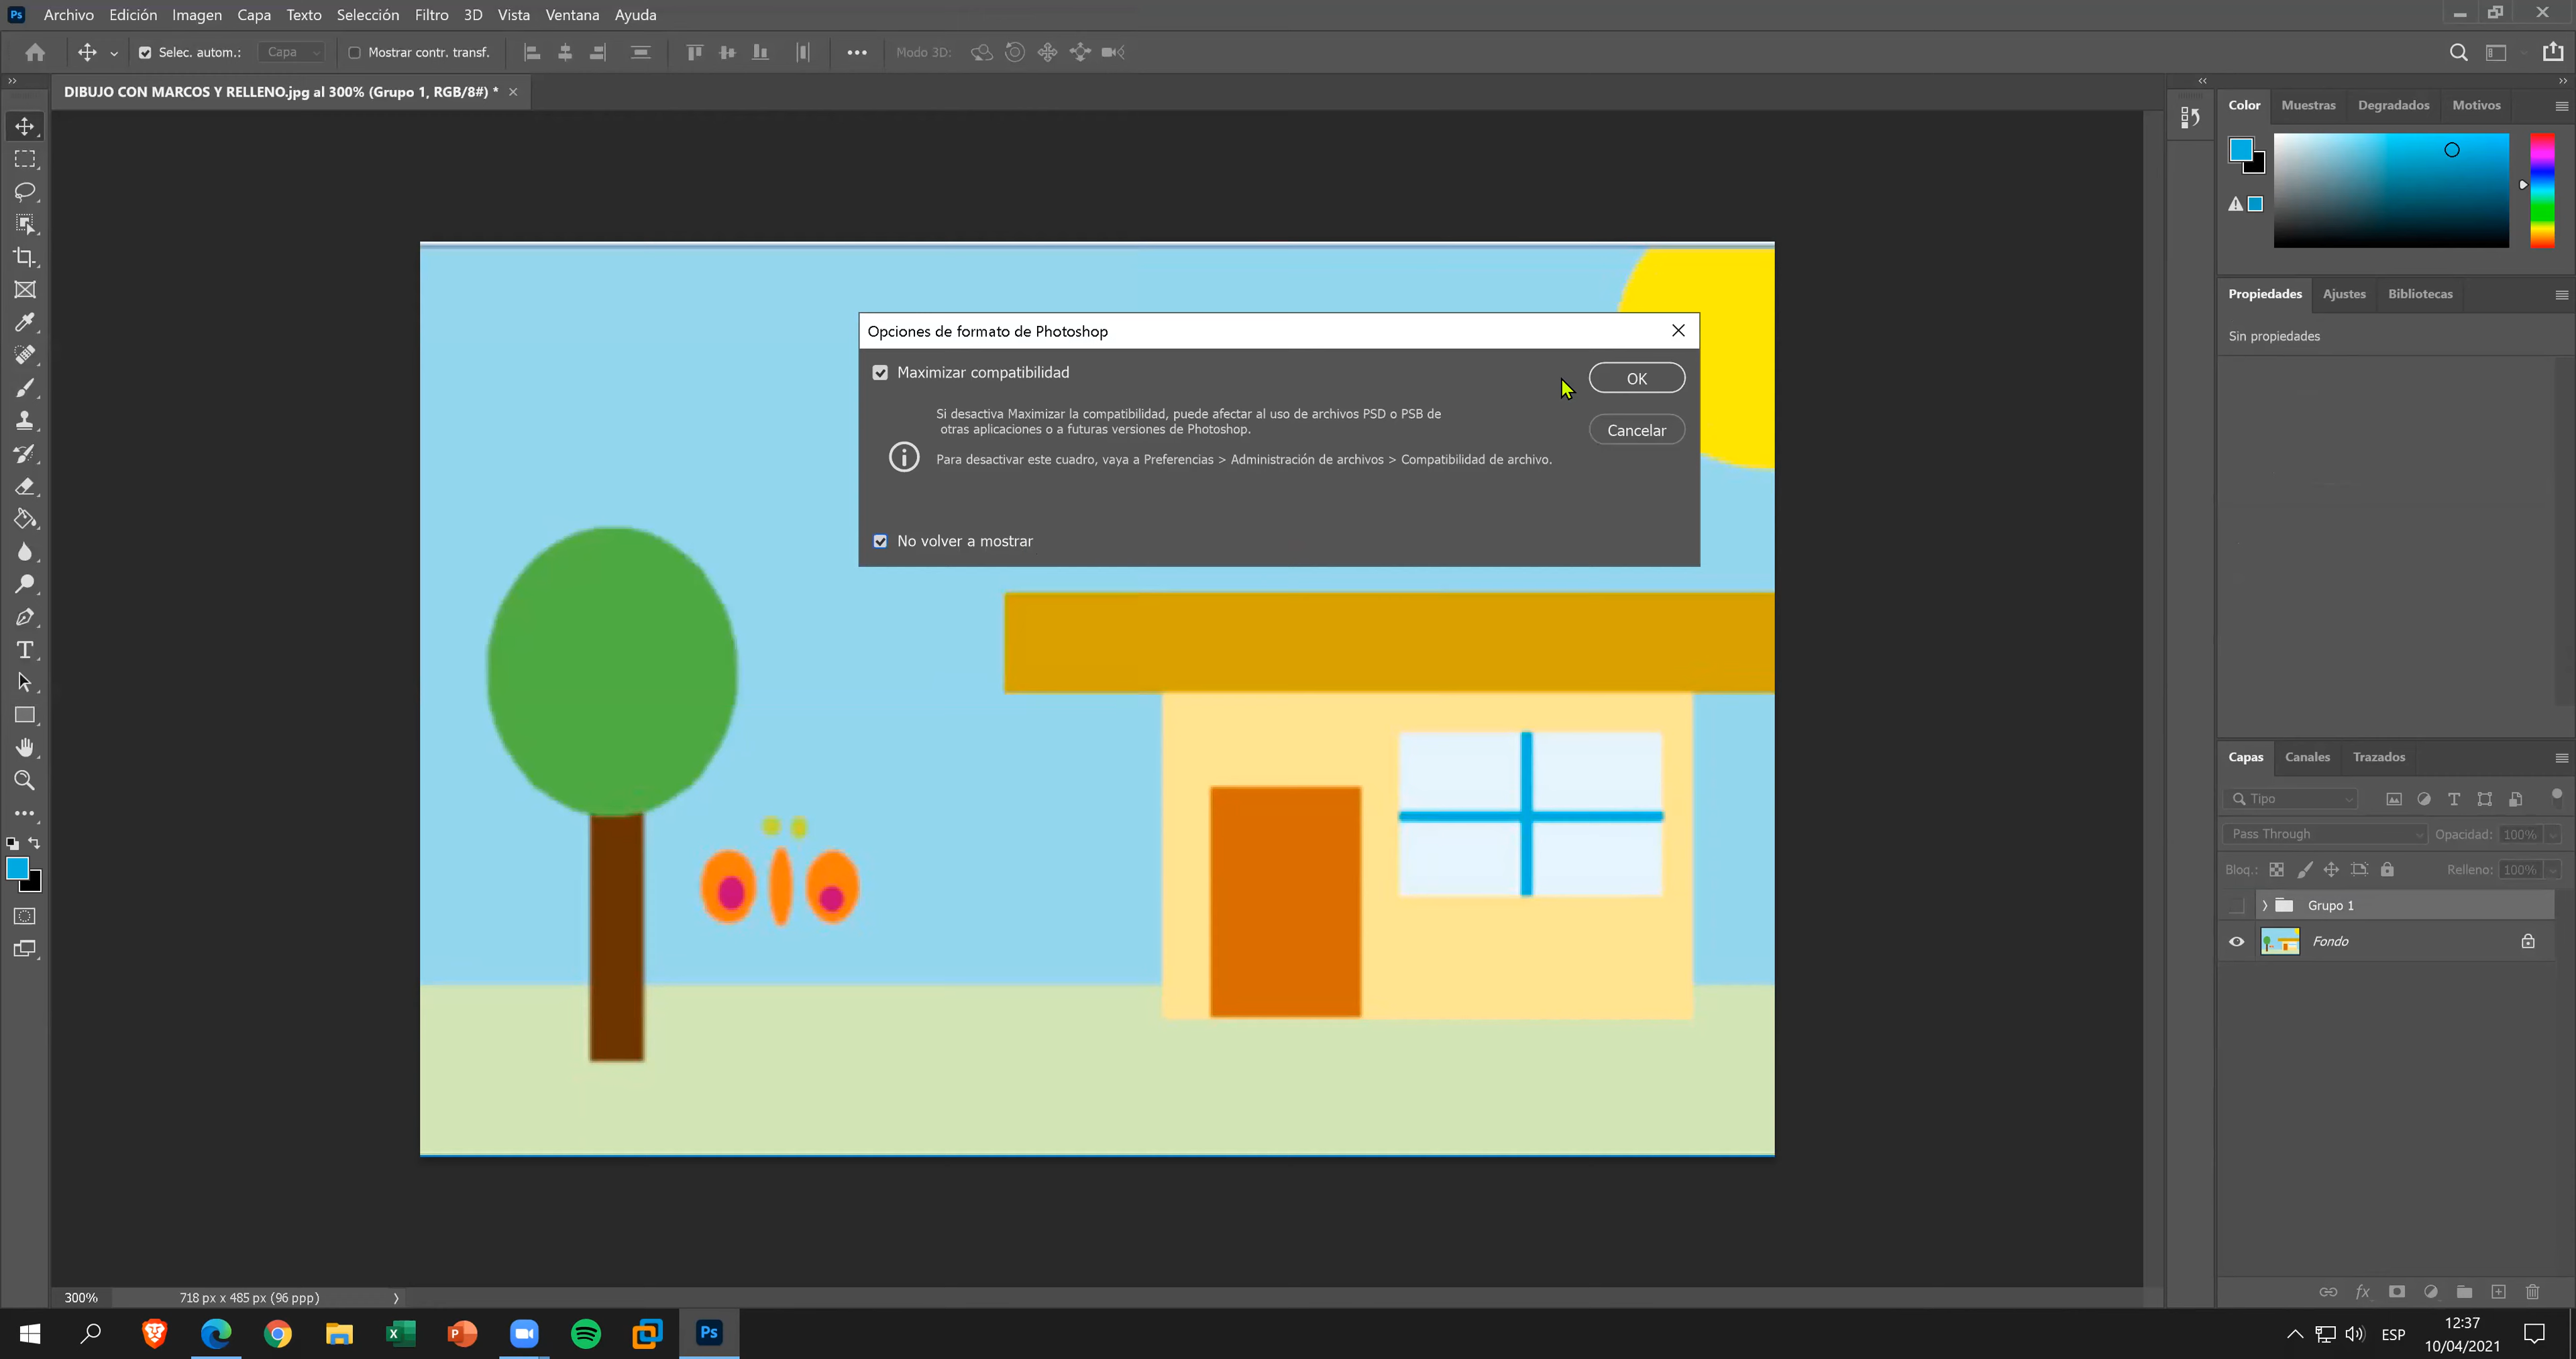 Ps Archivo Edición Imagen Capa Texto Selección Filtro 3D Vista Ventana Ayuda
Selec. autom.: Capa Mostrar contr. transf. Modo 3D:
DIBUJO CON MARCOS Y RELLENO.jpg al 300% (Grupo 1, RGB/8#) *
Color Muestras Degradados Motivos
Propiedades Ajustes Bibliotecas
Sin propiedades
Opciones de formato de Photoshop
Maximizar compatibilidad
OK
Si desactiva Maximizar la compatibilidad, puede afectar al uso de archivos PSD o PSB de
otras aplicaciones o a futuras versiones de Photoshop.
Cancelar
Para desactivar este cuadro, vaya a Preferencias > Administración de archivos > Compatibilidad de archivo.
No volver a mostrar
Capas Canales Trazados
Tipo
Pass Through Opacidad: 100%
Bloq.: Relleno: 100%
Grupo 1
Fondo
fx
300% 718 px x 485 px (96 ppp)
Ps
ESP
12:37
10/04/2021